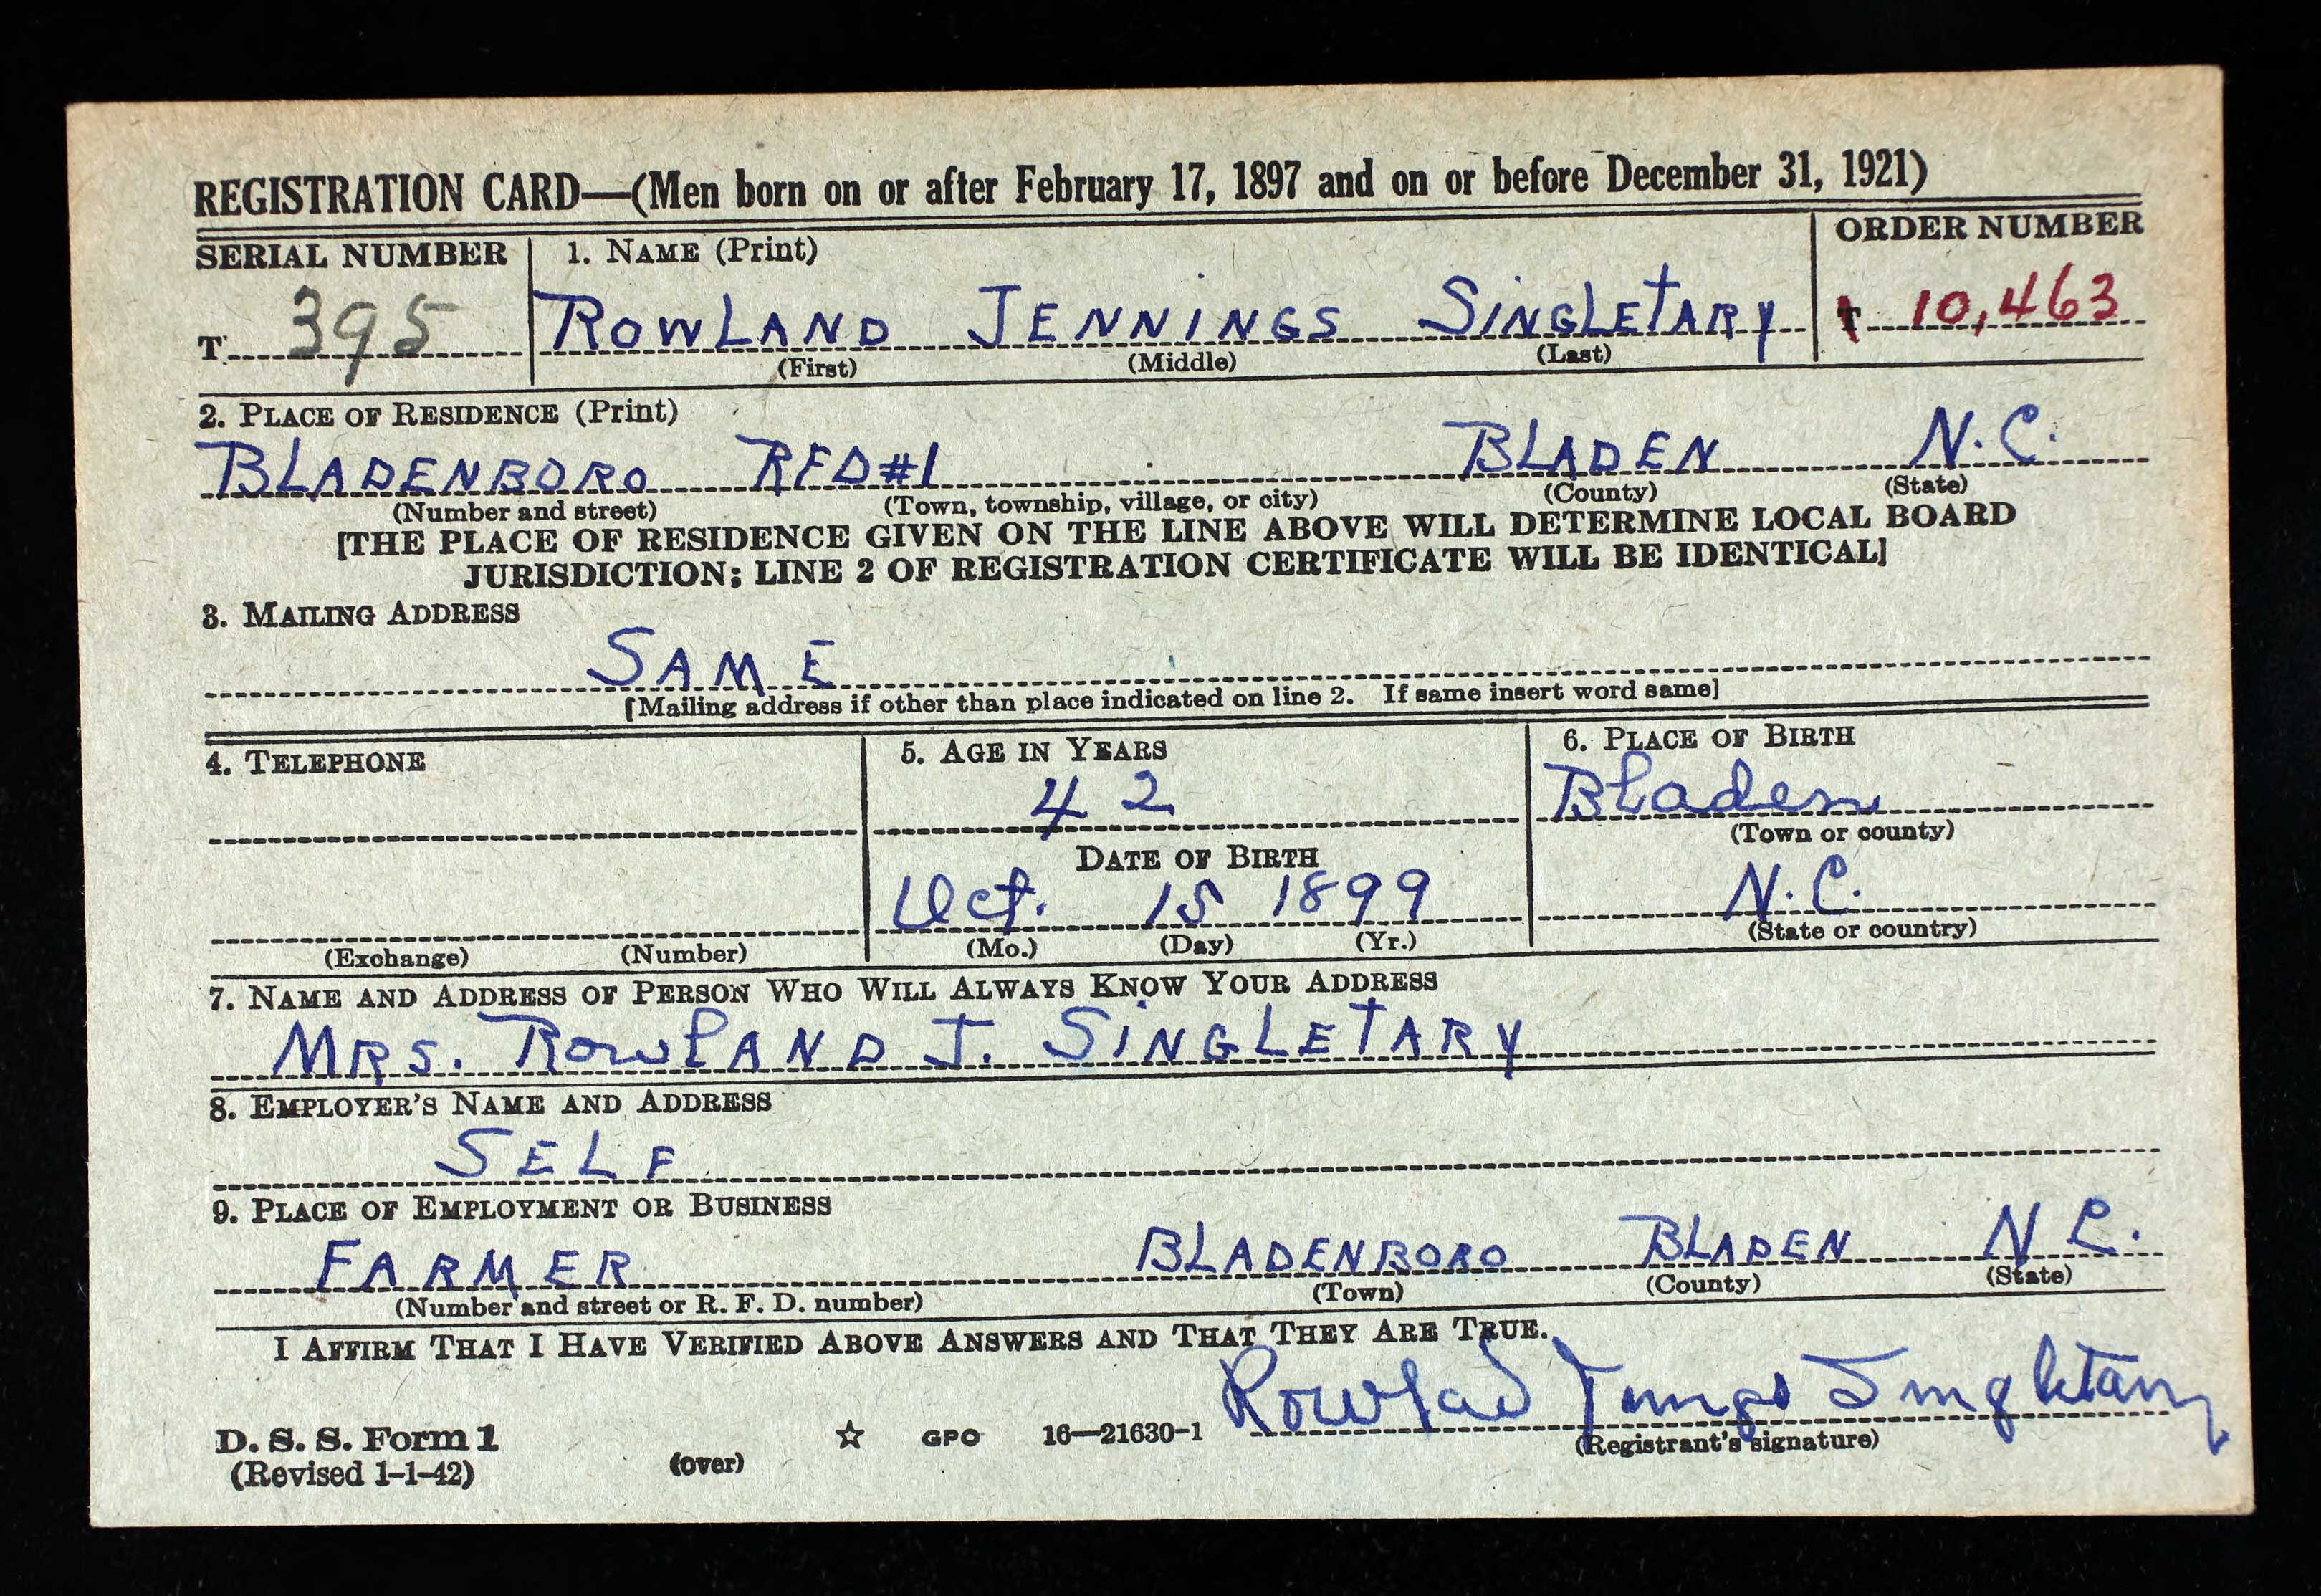 REGISTRATION CARD—(Men born on or after February 17, 1897 and on or before December 31, 1921)
SERIAL NUMBER 1. NAME (Print) ORDER NUMBER
T 395 ROWLAND JENNINGS SINGLETARY T 10,463
(First) (Middle) (Last)
2. PLACE OF RESIDENCE (Print)
BLADENBORO RFD#1 BLADEN N.C.
(Number and street) (Town, township, village, or city) (County) (State)
[THE PLACE OF RESIDENCE GIVEN ON THE LINE ABOVE WILL DETERMINE LOCAL BOARD
JURISDICTION; LINE 2 OF REGISTRATION CERTIFICATE WILL BE IDENTICAL]
3. MAILING ADDRESS
SAME
[Mailing address if other than place indicated on line 2. If same insert word same]
4. TELEPHONE 5. AGE IN YEARS 6. PLACE OF BIRTH
42 Bladen
(Town or county)
DATE OF BIRTH
Oct. 15 1899 N.C.
(Exchange) (Number) (Mo.) (Day) (Yr.) (State or country)
7. NAME AND ADDRESS OF PERSON WHO WILL ALWAYS KNOW YOUR ADDRESS
MRS. ROWLAND J. SINGLETARY
8. EMPLOYER'S NAME AND ADDRESS
SELF
9. PLACE OF EMPLOYMENT OR BUSINESS
FARMER BLADENBORO BLADEN N C.
(Number and street or R. F. D. number) (Town) (County) (State)
I AFFIRM THAT I HAVE VERIFIED ABOVE ANSWERS AND THAT THEY ARE TRUE.
Rowlad Jennings Singletary
D. S. S. Form 1 ☆ GPO 16—21630-1 (Registrant's signature)
(Revised 1-1-42) (over)